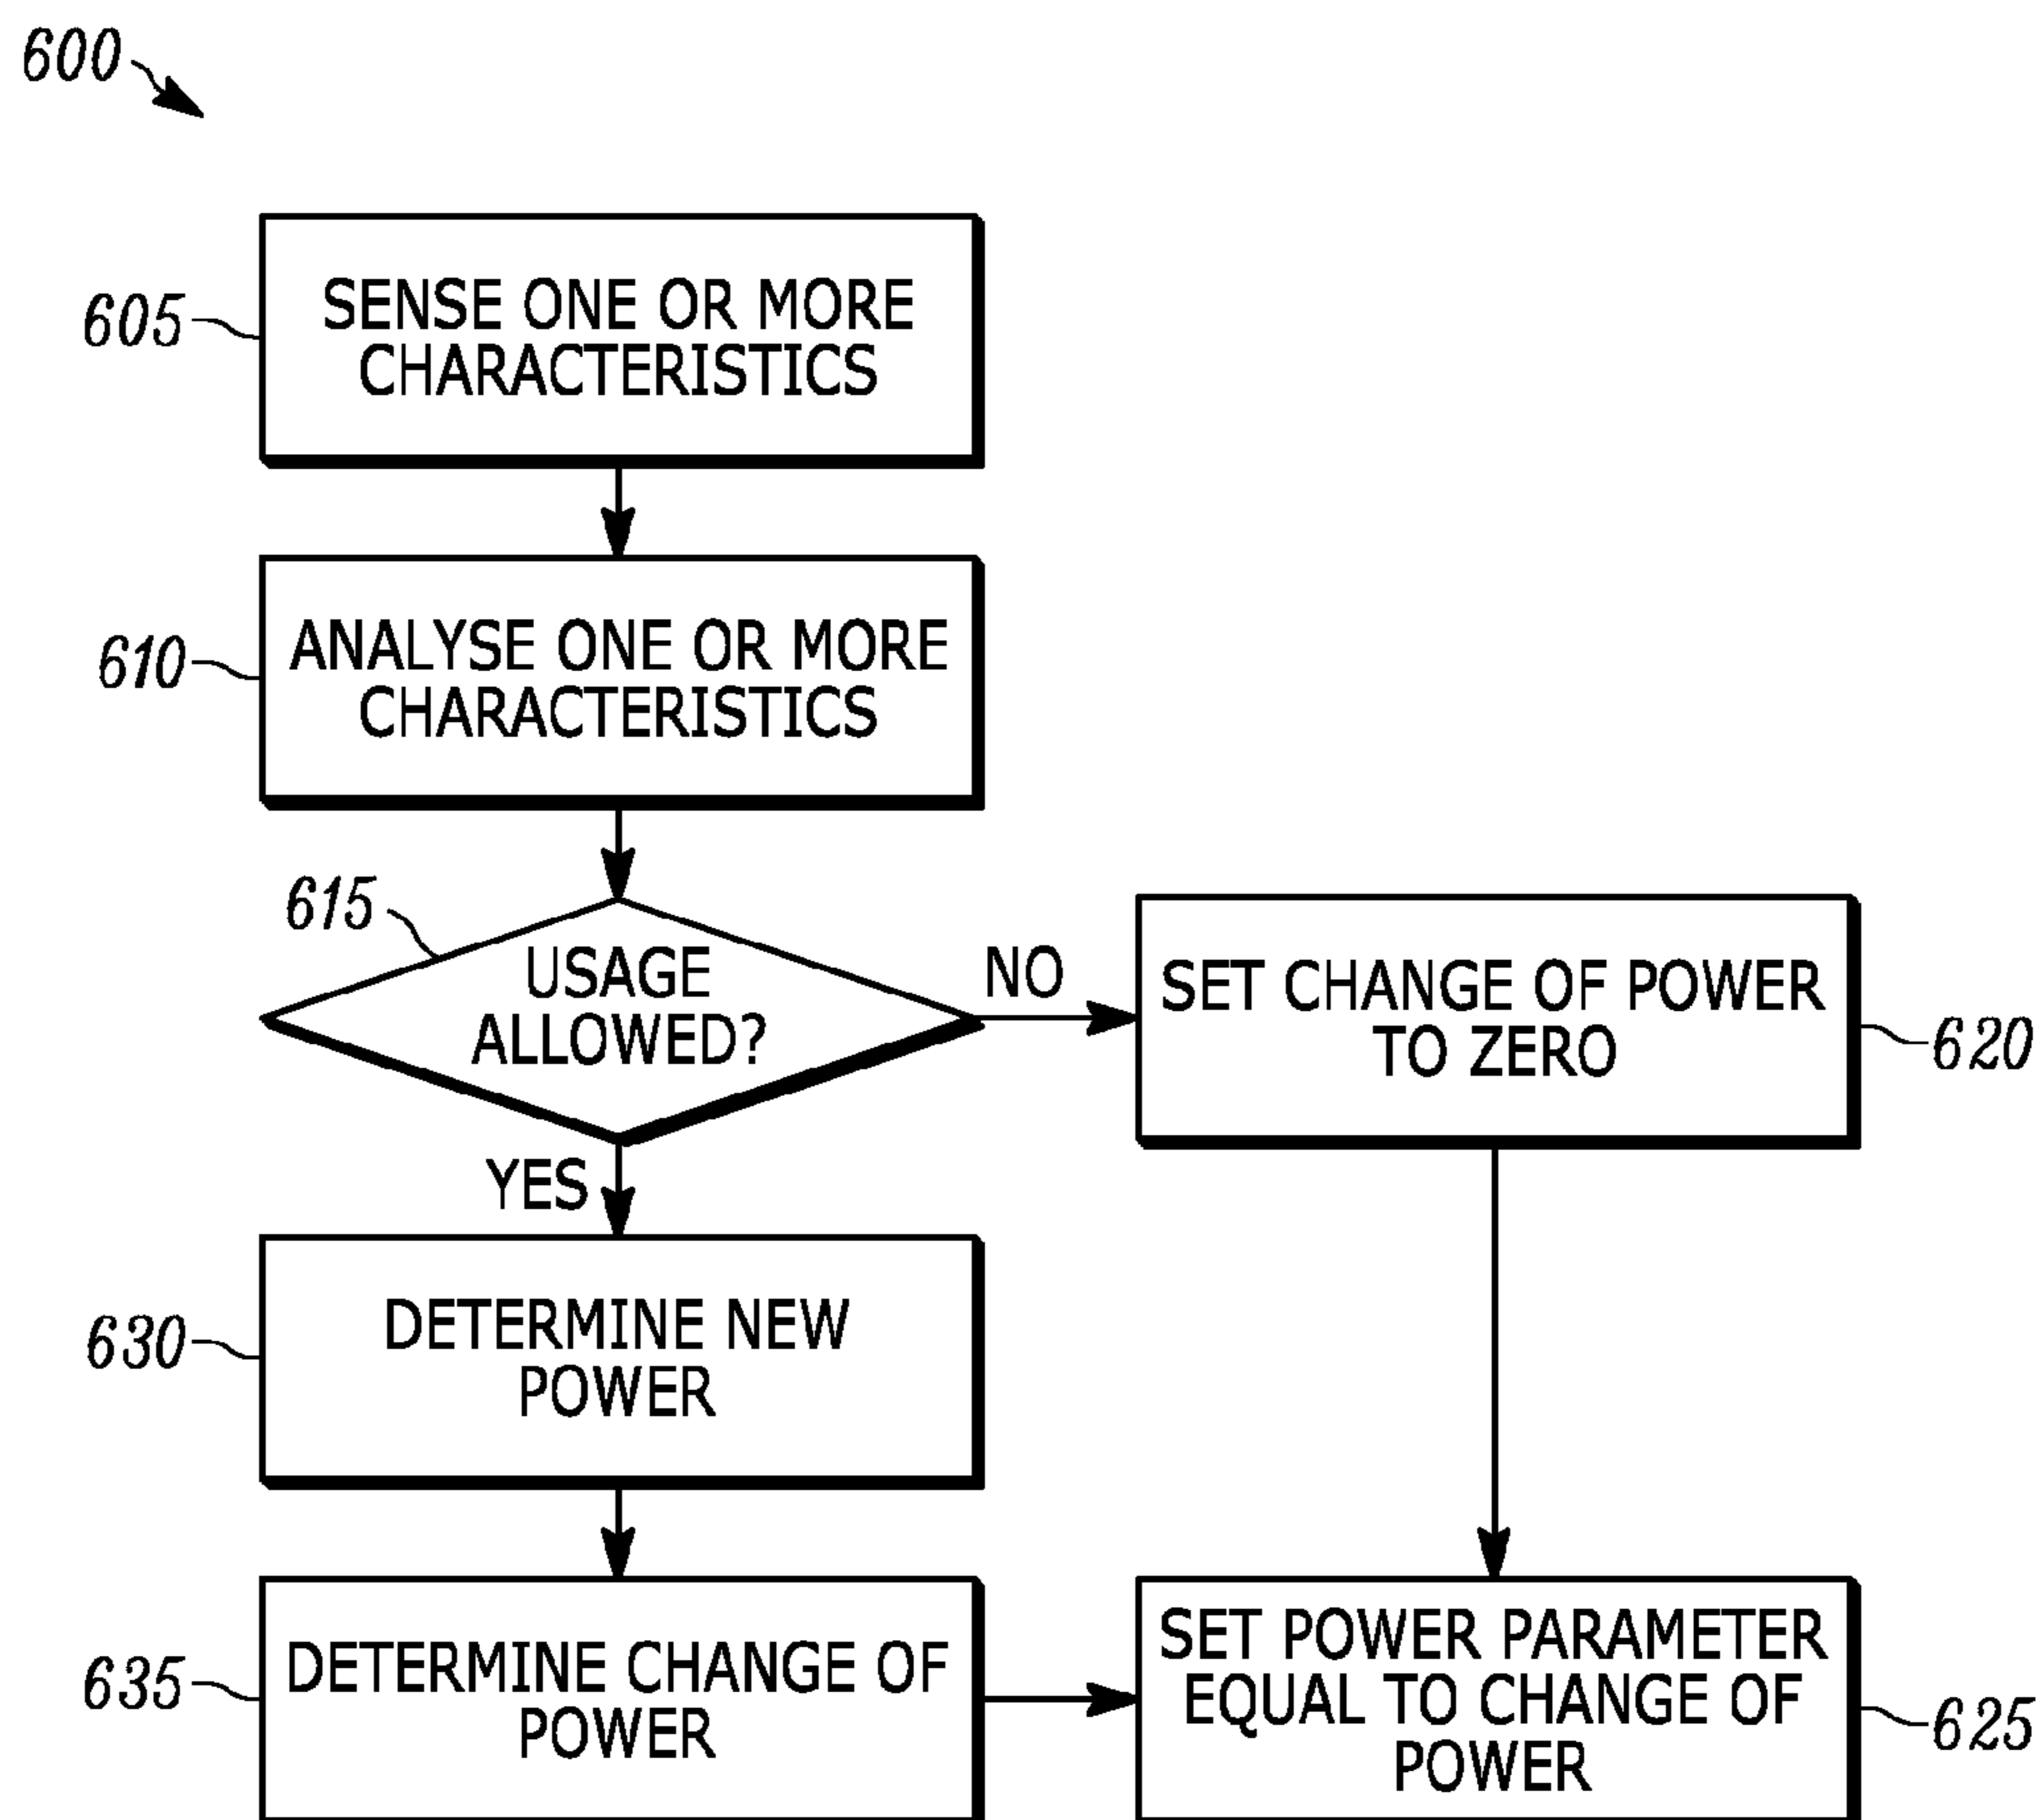 600
605
SENSE ONE OR MORE
CHARACTERISTICS
610
ANALYSE ONE OR MORE
CHARACTERISTICS
615
USAGE
ALLOWED?
NO
SET CHANGE OF POWER
TO ZERO
620
YES
630
DETERMINE NEW
POWER
635
DETERMINE CHANGE OF
POWER
SET POWER PARAMETER
EQUAL TO CHANGE OF
POWER
625